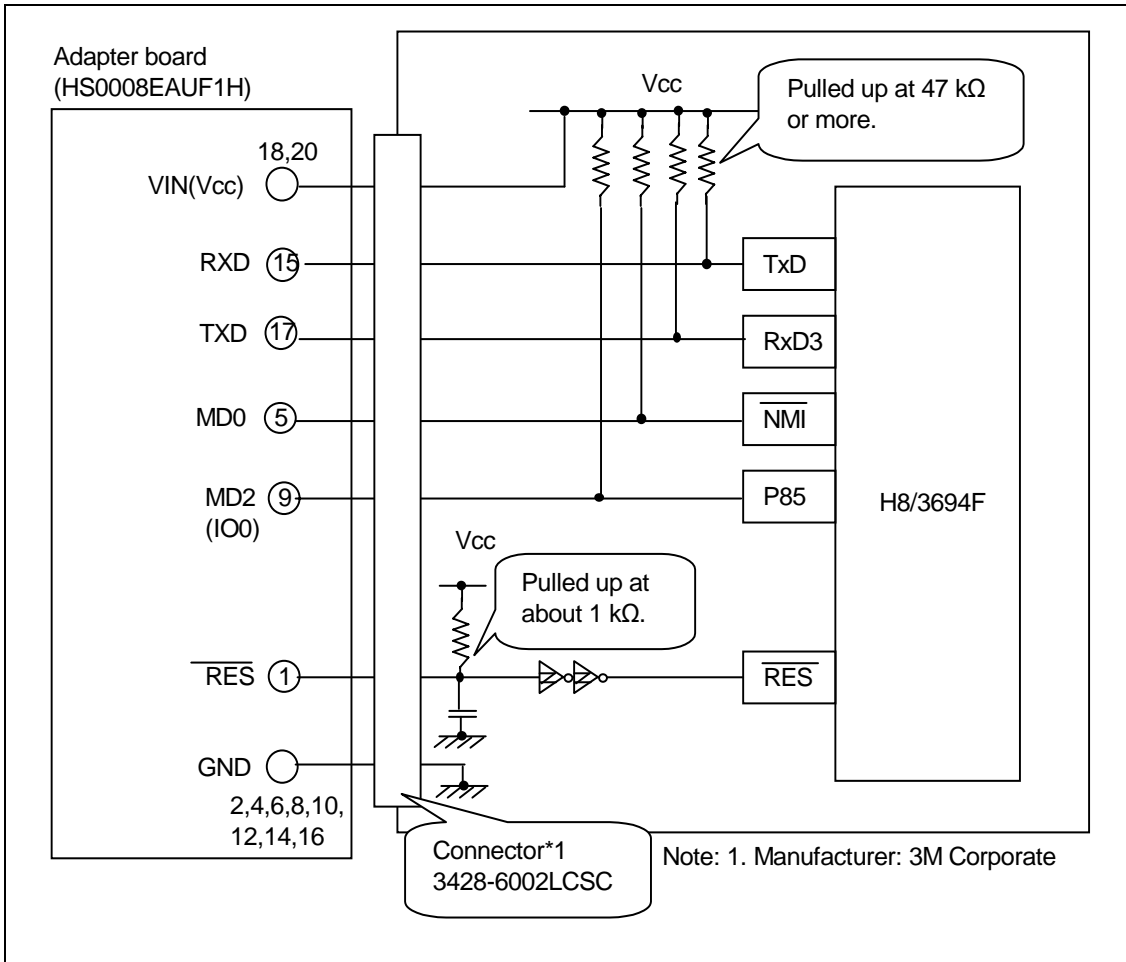 Adapter board
(HS0008EAUF1H)
Vcc
Pulled up at 47 kΩ
or more.
18,20
VIN(Vcc)
RXD 15
TxD
TXD 17
RxD3
MD0 5
NMI
MD2 9
(IO0)
P85
H8/3694F
Vcc
Pulled up at
about 1 kΩ.
RES 1
RES
GND
2,4,6,8,10,
12,14,16
Connector*1
3428-6002LCSC
Note: 1. Manufacturer: 3M Corporate